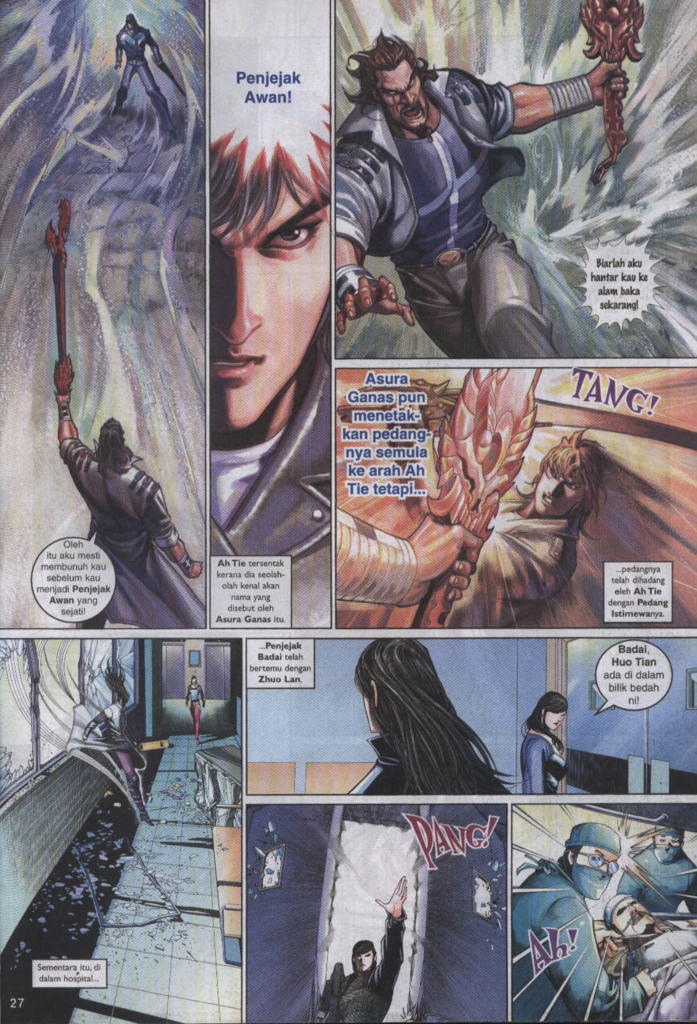 Oleh
itu aku mesti
membunuh kau
sebelum kau
menjadi Penjejak
Awan yang
sejati!
Penjejak
Awan!
Ah Tie tersentak
kerana dia seolah-
olah kenal akan
nama yang
disebut oleh
Asura Ganas itu.
Biarlah aku
hantar kau ke
alam baka
sekarang!
Asura
Ganas pun
menetak-
kan pedang-
nya semula
ke arah Ah
Tie tetapi...
TANG!
...pedangnya
telah dihadang
oleh Ah Tie
dengan Pedang
Istimewanya.
Sementara itu, di
dalam hospital...
...Penjejak
Badai telah
bertemu dengan
Zhuo Lan.
Badai,
Huo Tian
ada di dalam
bilik bedah
ni!
PANG!
Ah!
27